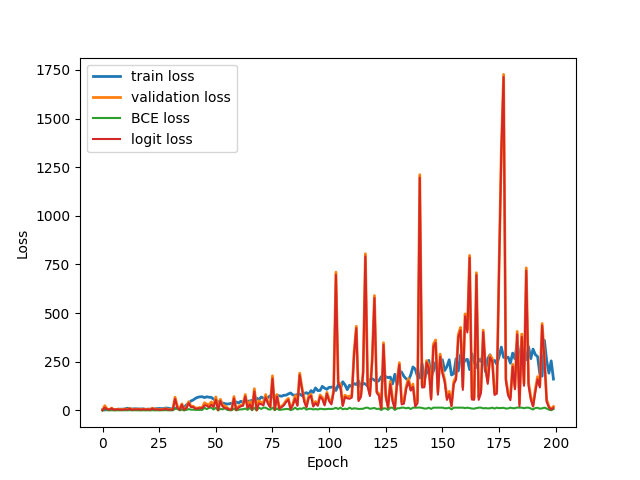 train loss
validation loss
BCE loss
logit loss
Loss
1750
1500
1250
1000
750
500
250
0
0 25 50 75 100 125 150 175 200
Epoch